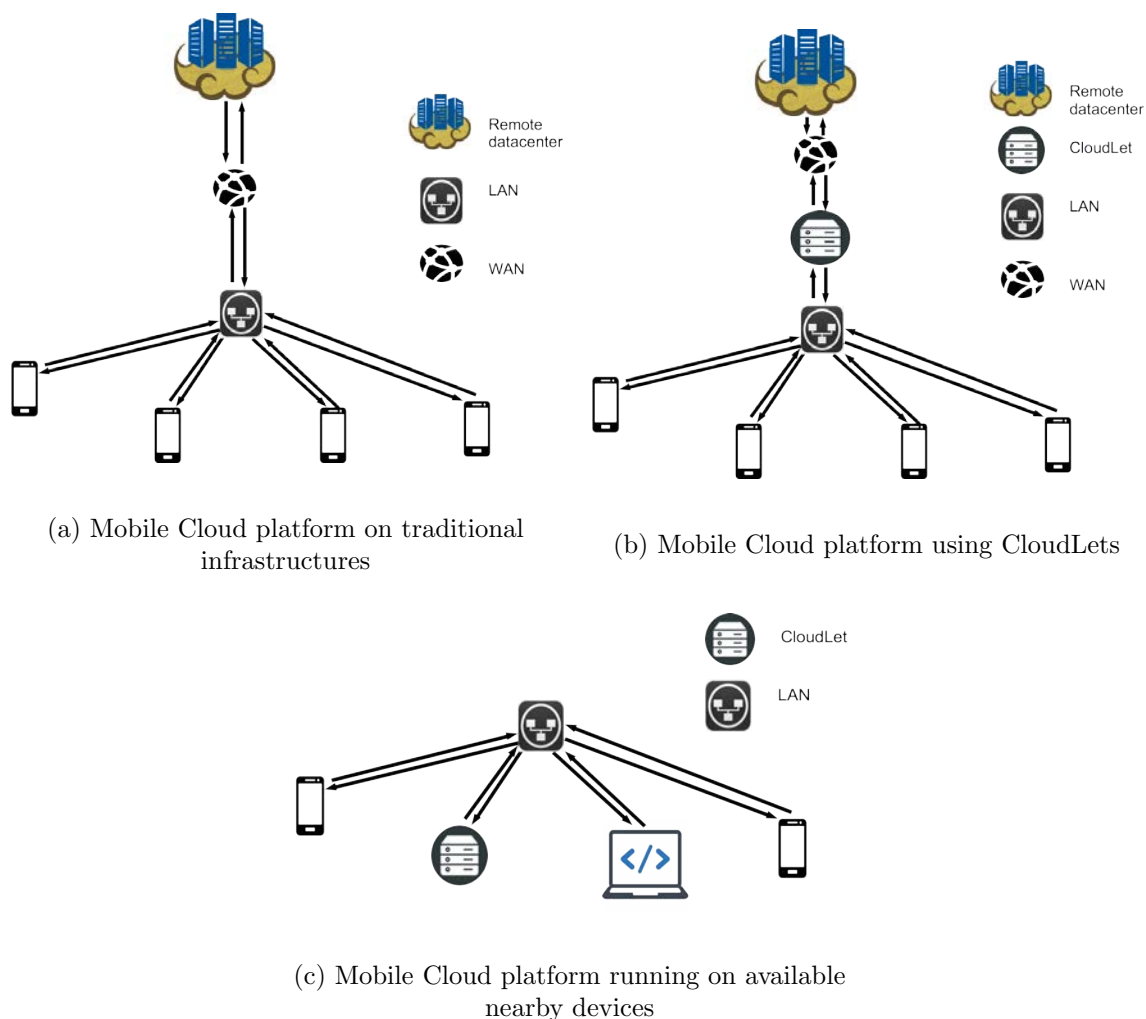 Remote
datacenter
LAN
WAN
(a) Mobile Cloud platform on traditional
infrastructures
Remote
datacenter
CloudLet
LAN
WAN
(b) Mobile Cloud platform using CloudLets
CloudLet
LAN
</>
(c) Mobile Cloud platform running on available
nearby devices